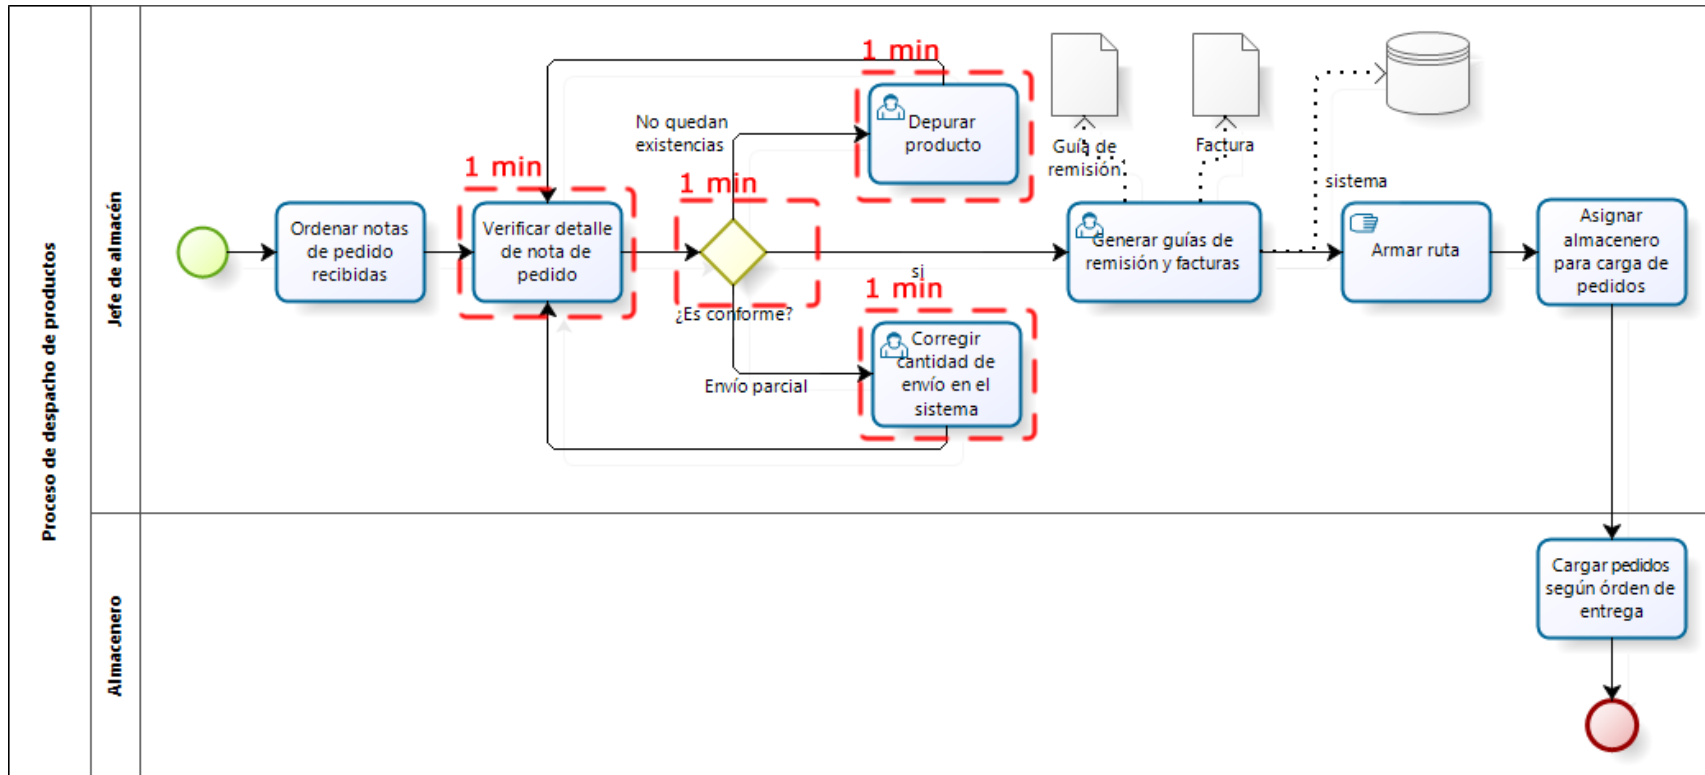 Proceso de despacho de productos
Jefe de almacén
Ordenar notas
de pedido
recibidas
1 min
Verificar detalle
de nota de
pedido
1 min
¿Es conforme?
No quedan
existencias
1 min
Depurar
producto
si
Envío parcial
1 min
Corregir
cantidad de
envío en el
sistema
Guía de
remisión
Factura
sistema
Generar guías de
remisión y facturas
Armar ruta
Asignar
almacenero
para carga de
pedidos
Almacenero
Cargar pedidos
según órden de
entrega